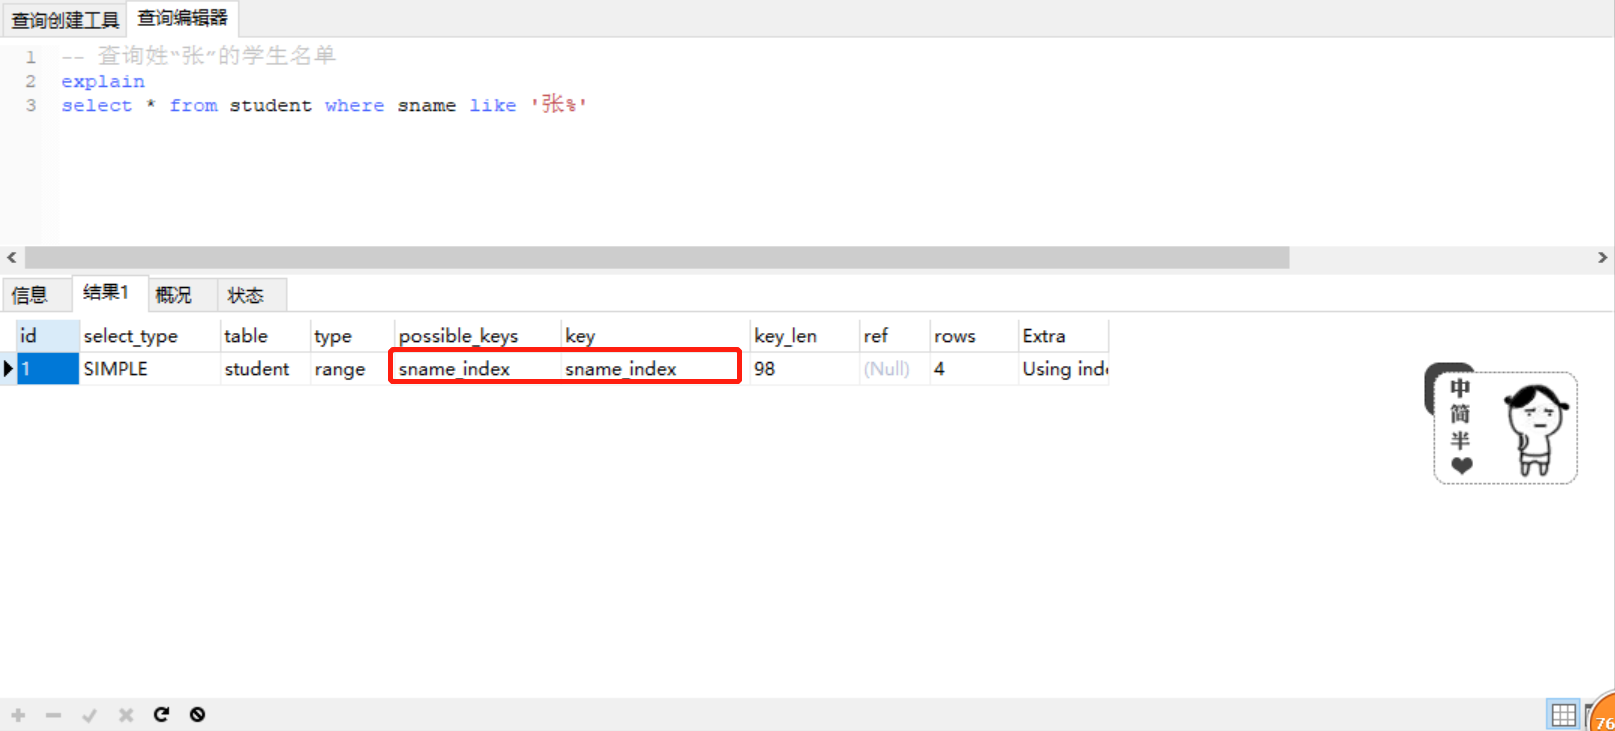 查询创建工具 查询编辑器
1 -- 查询姓“张”的学生名单
2 explain
3 select * from student where sname like '张%'
信息 结果1 概况 状态
id select_type table type possible_keys key key_len ref rows Extra
1 SIMPLE student range sname_index sname_index 98 (Null) 4 Using inde
中
简
半
76